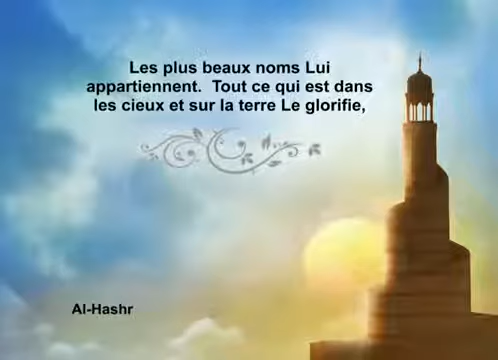 Les plus beaux noms Lui
appartiennent. Tout ce qui est dans
les cieux et sur la terre Le glorifie,
Al-Hashr